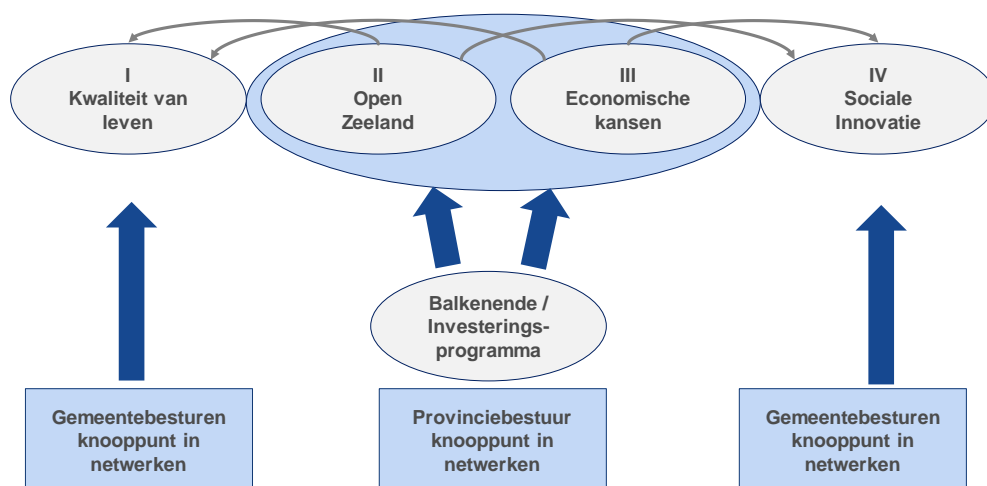 I
Kwaliteit van
leven
II
Open
Zeeland
III
Economische
kansen
IV
Sociale
Innovatie
Balkenende /
Investerings-
programma
Gemeentebesturen
knooppunt in
netwerken
Provinciebestuur
knooppunt in
netwerken
Gemeentebesturen
knooppunt in
netwerken